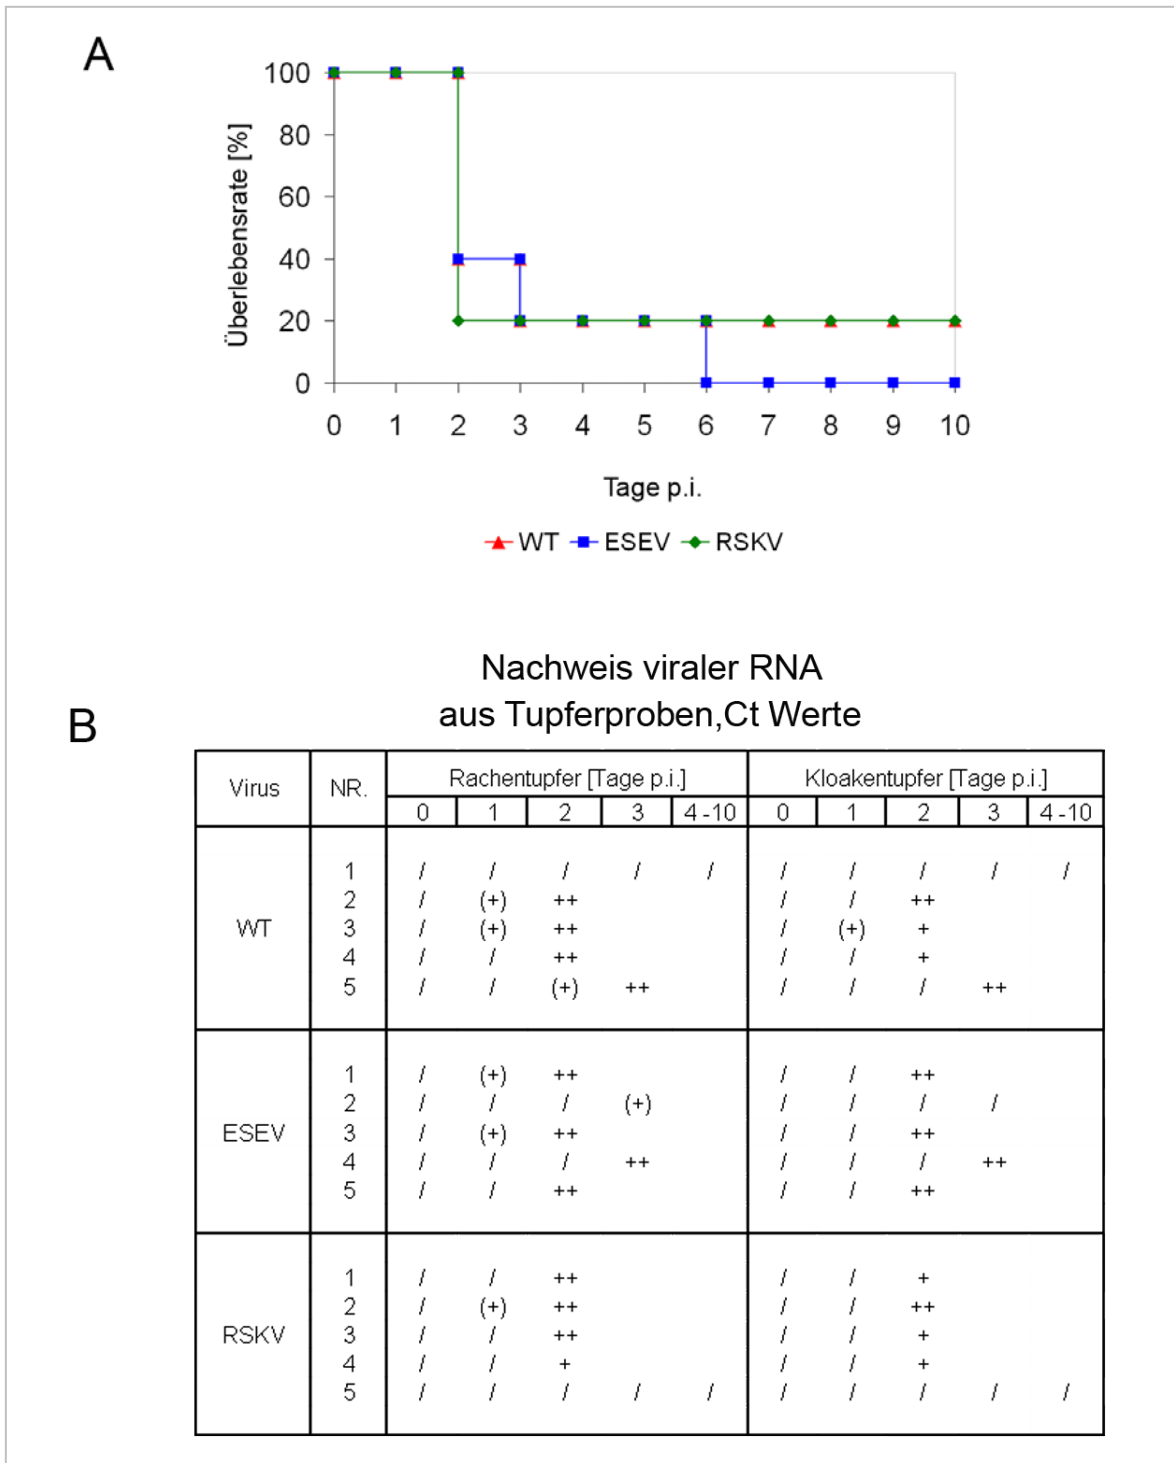 A
Überlebensrate [%]
100
80
60
40
20
0
0 1 2 3 4 5 6 7 8 9 10
Tage p.i.
WT ESEV RSKV
Nachweis viraler RNA
B
aus Tupferproben,Ct Werte
Virus NR. Rachentupfer [Tage p.i.] Kloakentupfer [Tage p.i.]
0 1 2 3 4-10 0 1 2 3 4-10
1 / / / / / / / / / /
2 / (+) ++ / / ++
WT 3 / (+) ++ / (+) +
4 / / ++ / / +
5 / / (+) ++ / / / ++
1 / (+) ++ / / ++
2 / / / (+) / / / /
ESEV 3 / (+) ++ / / ++
4 / / / ++ / / / ++
5 / / ++ / / ++
1 / / ++ / / +
2 / (+) ++ / / ++
RSKV 3 / / ++ / / +
4 / / + / / +
5 / / / / / / / / / /